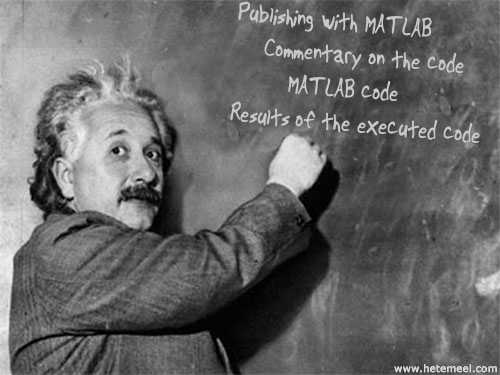 Publishing with MATLAB
Commentary on the code
MATLAB code
Results of the executed code
www.hetemeel.com